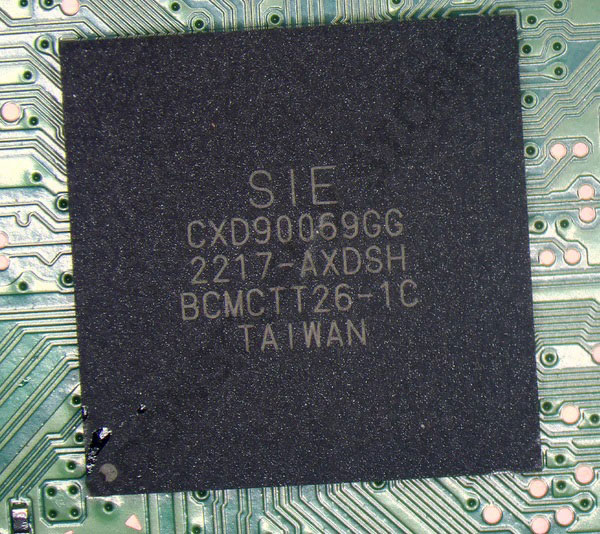 SIE
CXD90069GG
2217-AXDSH
BCMCTT26-1C
TAIWAN